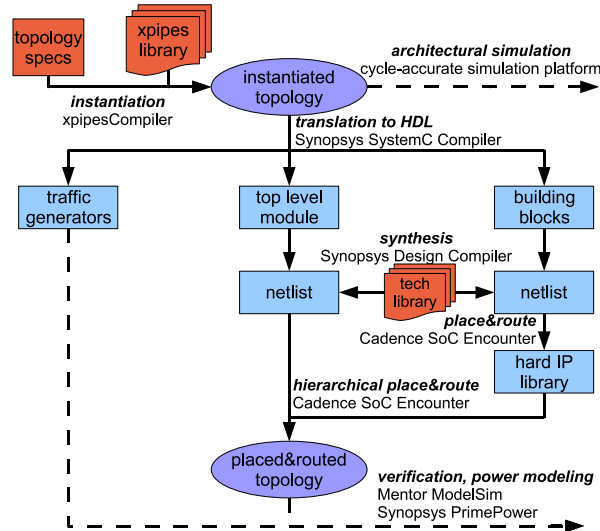 topology
specs
xpipes
library
instantiated
topology
architectural simulation
cycle-accurate simulation platform
instantiation
xpipesCompiler
translation to HDL
Synopsys SystemC Compiler
traffic
generators
top level
module
building
blocks
synthesis
Synopsys Design Compiler
netlist
tech
library
netlist
place&route
Cadence SoC Encounter
hard IP
library
hierarchical place&route
Cadence SoC Encounter
placed&routed
topology
verification, power modeling
Mentor ModelSim
Synopsys PrimePower